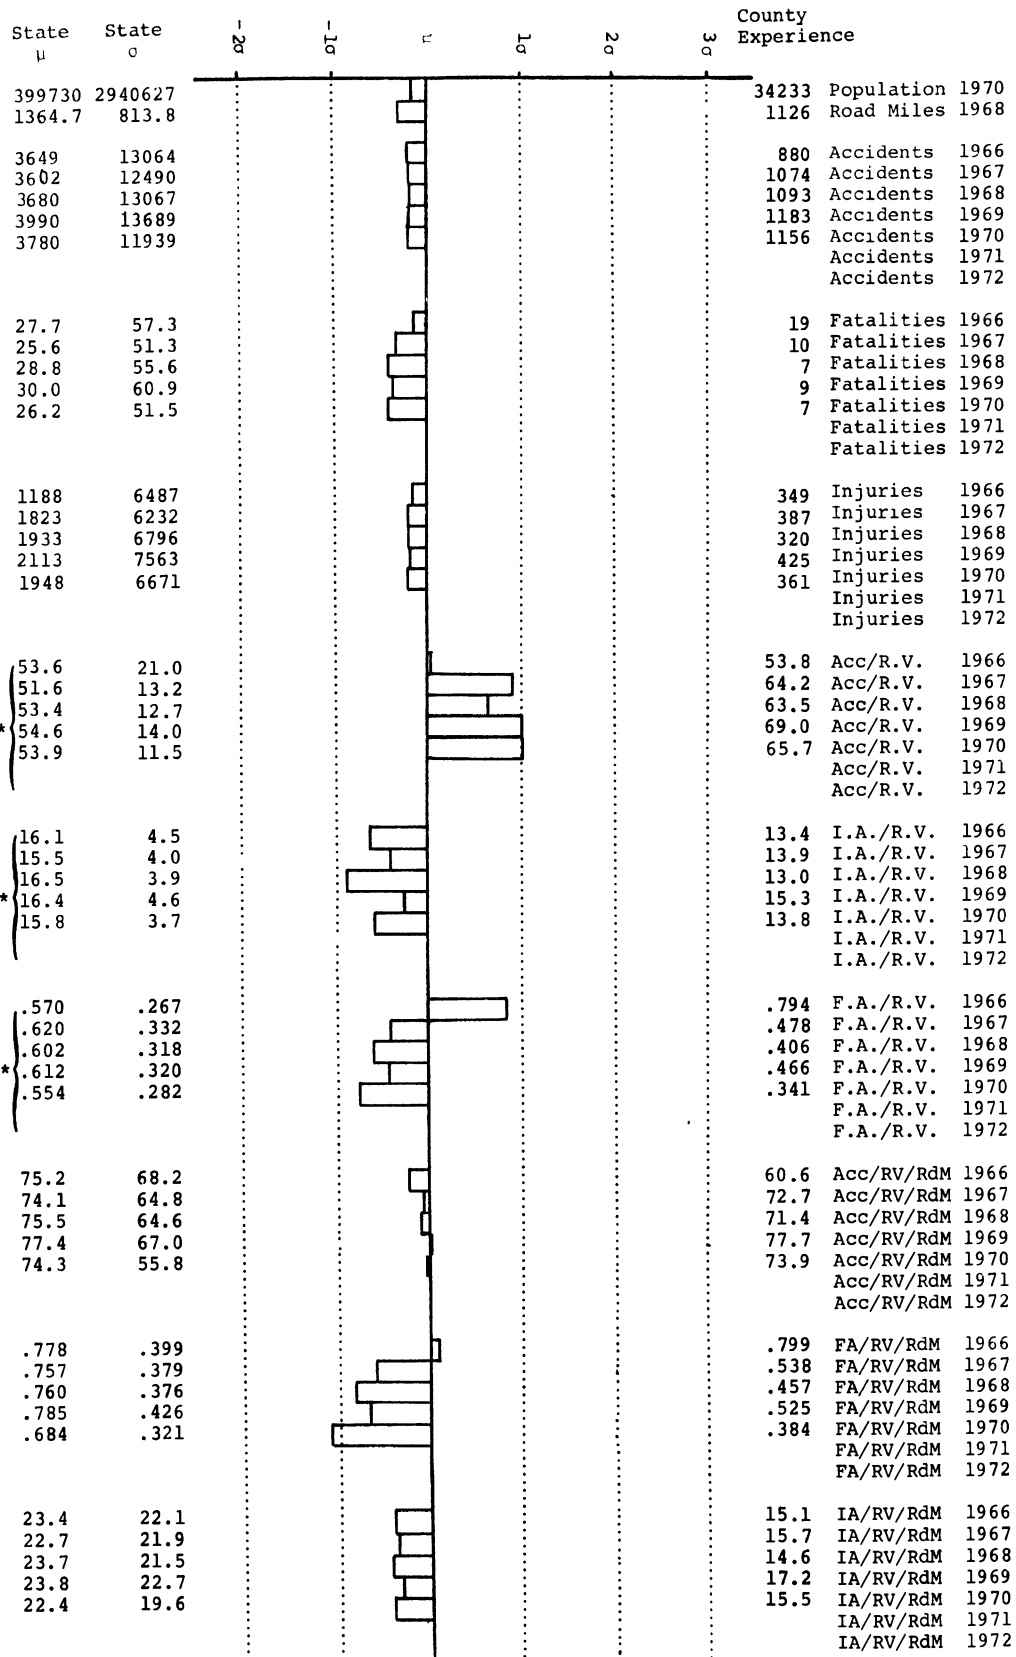 State State -2σ -1σ μ 1σ 2σ 3σ County
μ σ Experience
399730 2940627 34233 Population 1970
1364.7 813.8 1126 Road Miles 1968
3649 13064 880 Accidents 1966
3602 12490 1074 Accidents 1967
3680 13067 1093 Accidents 1968
3990 13689 1183 Accidents 1969
3780 11939 1156 Accidents 1970
Accidents 1971
Accidents 1972
27.7 57.3 19 Fatalities 1966
25.6 51.3 10 Fatalities 1967
28.8 55.6 7 Fatalities 1968
30.0 60.9 9 Fatalities 1969
26.2 51.5 7 Fatalities 1970
Fatalities 1971
Fatalities 1972
1188 6487 349 Injuries 1966
1823 6232 387 Injuries 1967
1933 6796 320 Injuries 1968
2113 7563 425 Injuries 1969
1948 6671 361 Injuries 1970
Injuries 1971
Injuries 1972
53.6 21.0 53.8 Acc/R.V. 1966
51.6 13.2 64.2 Acc/R.V. 1967
53.4 12.7 63.5 Acc/R.V. 1968
* 54.6 14.0 69.0 Acc/R.V. 1969
53.9 11.5 65.7 Acc/R.V. 1970
Acc/R.V. 1971
Acc/R.V. 1972
16.1 4.5 13.4 I.A./R.V. 1966
15.5 4.0 13.9 I.A./R.V. 1967
16.5 3.9 13.0 I.A./R.V. 1968
* 16.4 4.6 15.3 I.A./R.V. 1969
15.8 3.7 13.8 I.A./R.V. 1970
I.A./R.V. 1971
I.A./R.V. 1972
.570 .267 .794 F.A./R.V. 1966
.620 .332 .478 F.A./R.V. 1967
.602 .318 .406 F.A./R.V. 1968
* .612 .320 .466 F.A./R.V. 1969
.554 .282 .341 F.A./R.V. 1970
F.A./R.V. 1971
F.A./R.V. 1972
75.2 68.2 60.6 Acc/RV/RdM 1966
74.1 64.8 72.7 Acc/RV/RdM 1967
75.5 64.6 71.4 Acc/RV/RdM 1968
77.4 67.0 77.7 Acc/RV/RdM 1969
74.3 55.8 73.9 Acc/RV/RdM 1970
Acc/RV/RdM 1971
Acc/RV/RdM 1972
.778 .399 .799 FA/RV/RdM 1966
.757 .379 .538 FA/RV/RdM 1967
.760 .376 .457 FA/RV/RdM 1968
.785 .426 .525 FA/RV/RdM 1969
.684 .321 .384 FA/RV/RdM 1970
FA/RV/RdM 1971
FA/RV/RdM 1972
23.4 22.1 15.1 IA/RV/RdM 1966
22.7 21.9 15.7 IA/RV/RdM 1967
23.7 21.5 14.6 IA/RV/RdM 1968
23.8 22.7 17.2 IA/RV/RdM 1969
22.4 19.6 15.5 IA/RV/RdM 1970
IA/RV/RdM 1971
IA/RV/RdM 1972